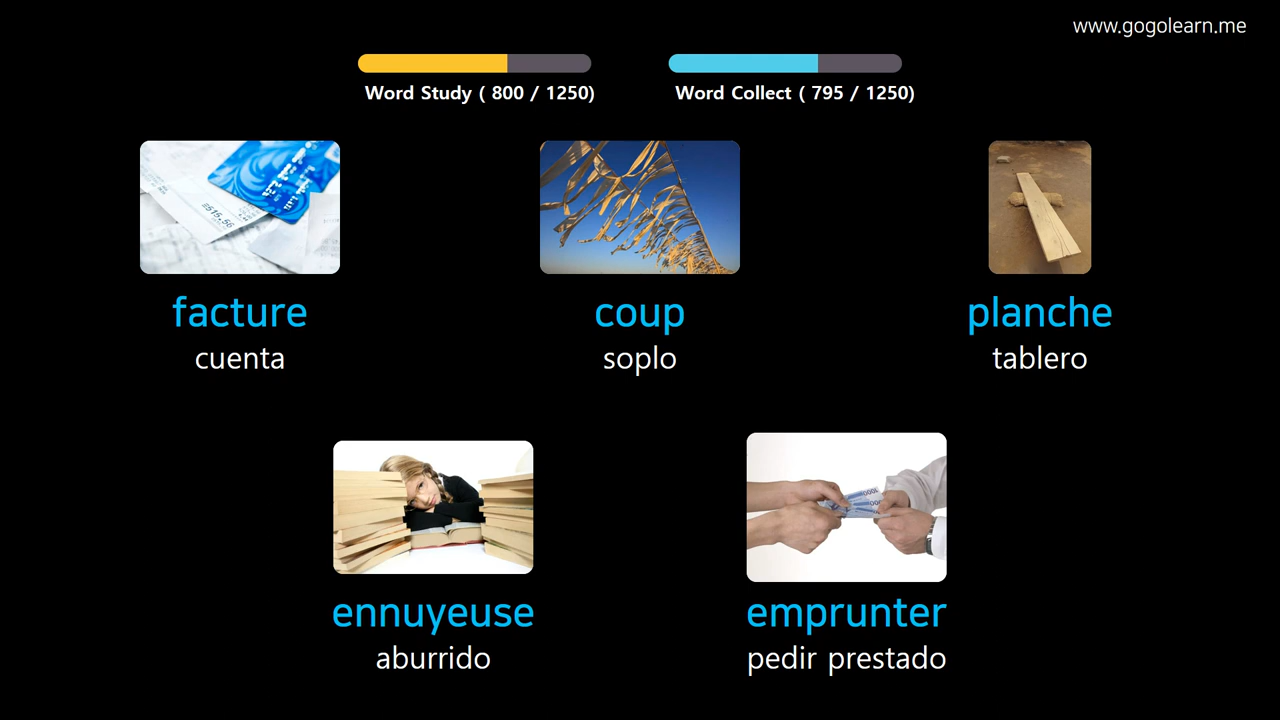 www.gogolearn.me
Word Study ( 800 / 1250)
Word Collect ( 795 / 1250)
facture
cuenta
coup
soplo
planche
tablero
ennuyeuse
aburrido
emprunter
pedir prestado